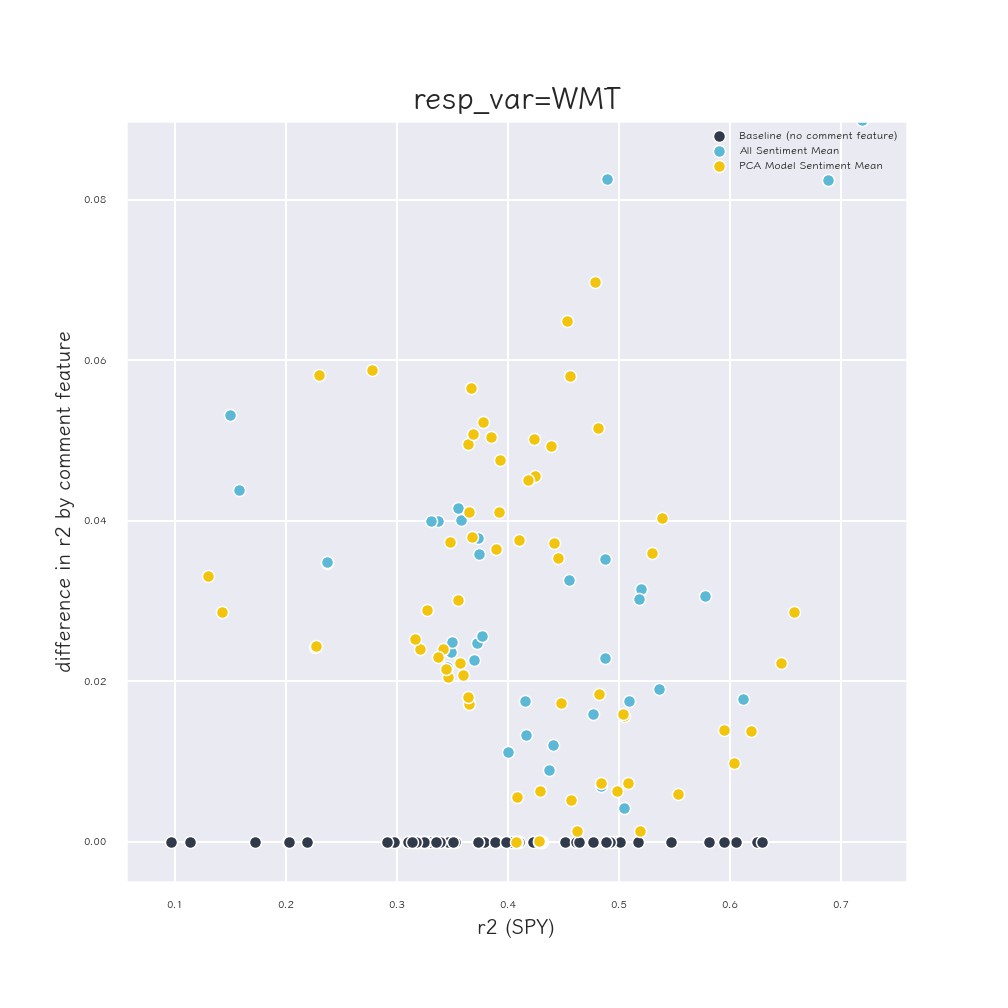 resp_var=WMT
Baseline (no comment feature)
All Sentiment Mean
PCA Model Sentiment Mean
difference in r2 by comment feature
0.08
0.06
0.04
0.02
0.00
0.1 0.2 0.3 0.4 0.5 0.6 0.7
r2 (SPY)